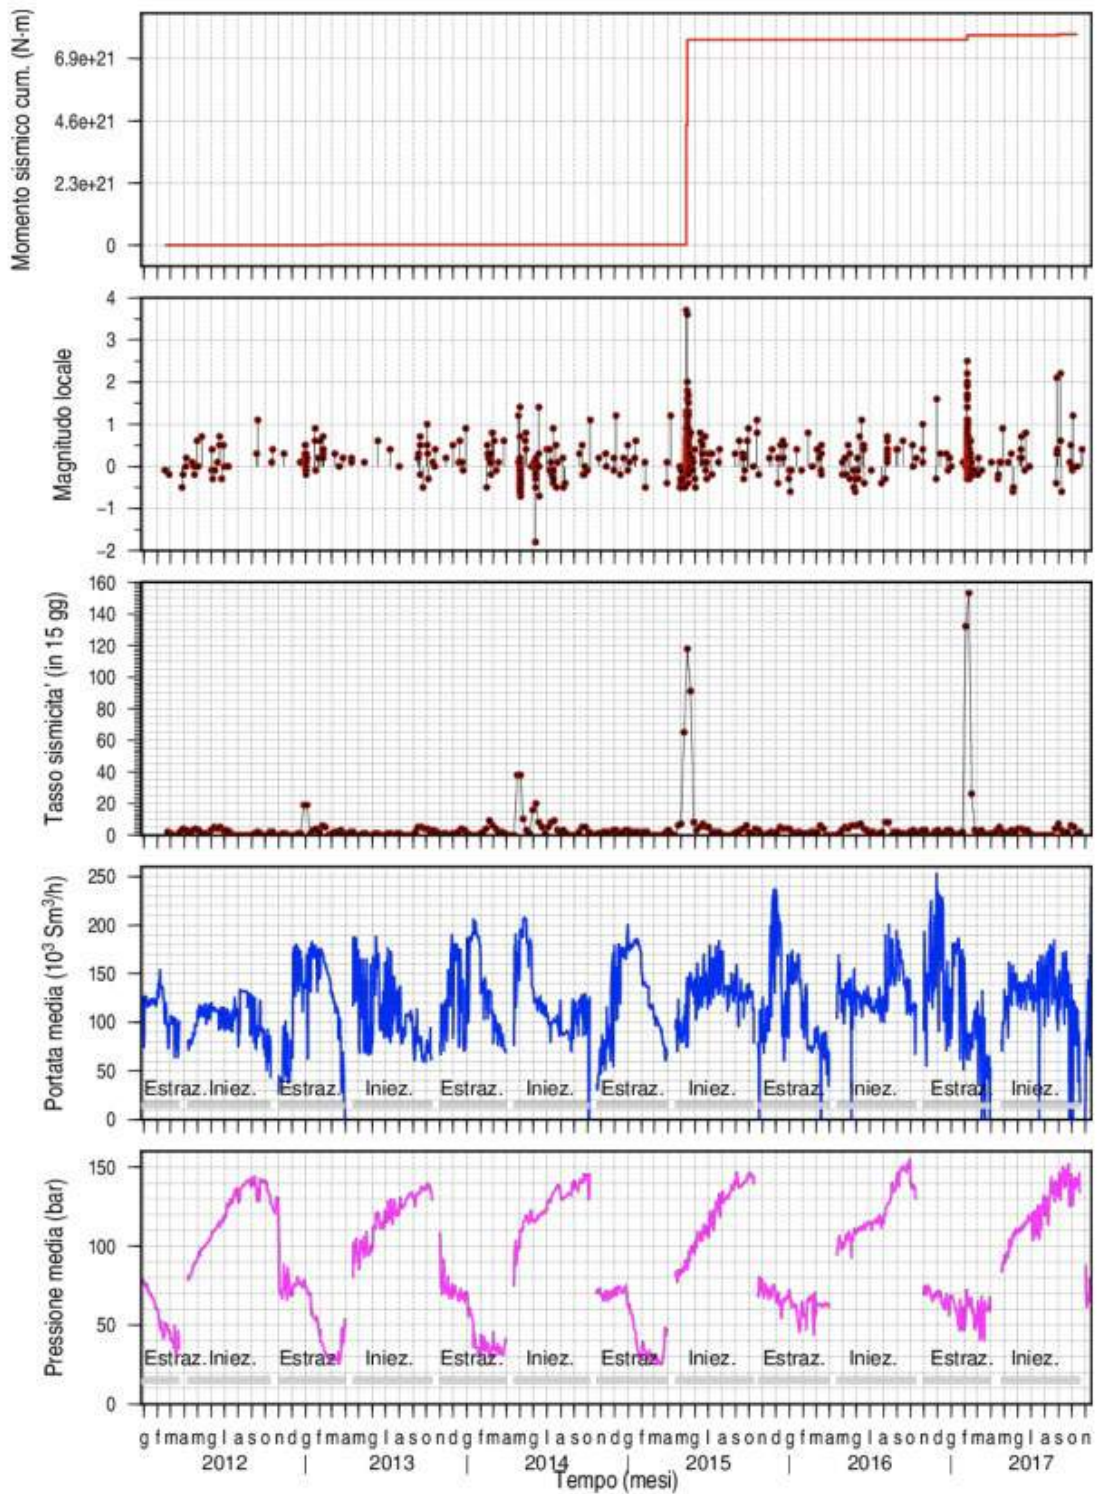 Momento sismico cum. (N-m)
6.9e+21
4.6e+21
2.3e+21
0
Magnitudo locale
4
3
2
1
0
−1
−2
Tasso sismicita' (in 15 gg)
160
140
120
100
80
60
40
20
0
Portata media (10³ Sm³/h)
250
200
150
100
50
0
Estraz. Iniez. Estraz. Iniez. Estraz. Iniez. Estraz. Iniez. Estraz. Iniez. Estraz. Iniez.
Pressione media (bar)
150
100
50
0
Estraz. Iniez. Estraz. Iniez. Estraz. Iniez. Estraz. Iniez. Estraz. Iniez. Estraz. Iniez.
g f m a m g l a s o n d g f m a m g l a s o n d g f m a m g l a s o n d g f m a m g l a s o n d g f m a m g l a s o n d g f m a m g l a s o n
2012 | 2013 | 2014 | 2015 | 2016 | 2017
Tempo (mesi)